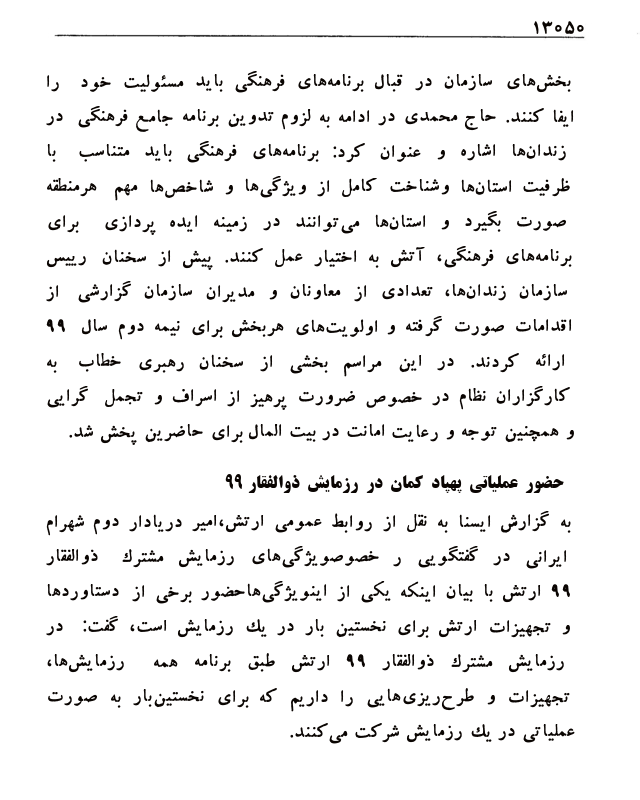 ۱۳۰۵۰
بخش‌های سازمان در قبال برنامه‌های فرهنگی باید مسئولیت خود را
ایفا کنند. حاج محمدی در ادامه به لزوم تدوین برنامه جامع فرهنگی در
زندان‌ها اشاره و عنوان کرد: برنامه‌های فرهنگی باید متناسب با
ظرفیت استان‌ها وشناخت کامل از ویژگی‌ها و شاخص‌ها مهم هرمنطقه
صورت بگیرد و استان‌ها می‌توانند در زمینه ایده پردازی برای
برنامه‌های فرهنگی، آتش به اختیار عمل کنند. پیش از سخنان رییس
سازمان زندان‌ها، تعدادی از معاونان و مدیران سازمان گزارشی از
اقدامات صورت گرفته و اولویت‌های هربخش برای نیمه دوم سال ۹۹
ارائه کردند. در این مراسم بخشی از سخنان رهبری خطاب به
کارگزاران نظام در خصوص ضرورت پرهیز از اسراف و تجمل گرایی
و همچنین توجه و رعایت امانت در بیت المال برای حاضرین پخش شد.
حضور عملیاتی پهپاد کمان در رزمایش ذوالفقار ۹۹
به گزارش ایسنا به نقل از روابط عمومی ارتش،امیر دریادار دوم شهرام
ایرانی در گفتگویی ر خصوصویژگی‌های رزمایش مشترك ذوالفقار
۹۹ ارتش با بیان اینکه یکی از اینویژگی‌هاحضور برخی از دستاوردها
و تجهیزات ارتش برای نخستین بار در یك رزمایش است، گفت: در
رزمایش مشترك ذوالفقار ۹۹ ارتش طبق برنامه همه رزمایش‌ها،
تجهیزات و طرح‌ریزی‌هایی را داریم که برای نخستین‌بار به صورت
عملیاتی در یك رزمایش شرکت می‌کنند.